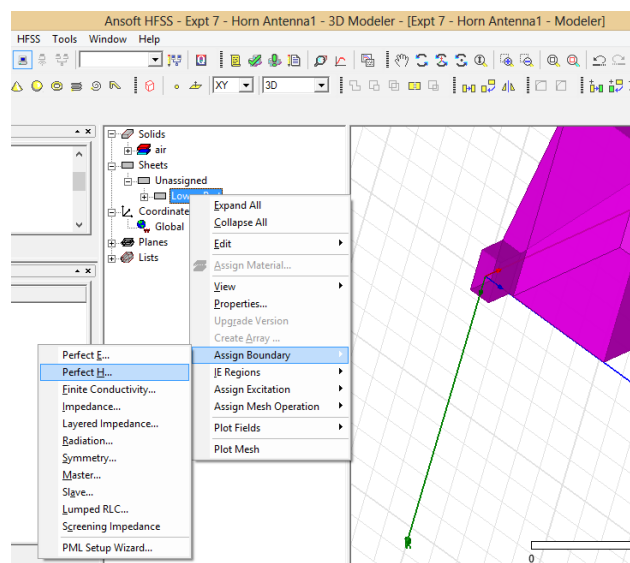 Ansoft HFSS - Expt 7 - Horn Antenna1 - 3D Modeler - [Expt 7 - Horn Antenna1 - Modeler]
HFSS Tools Window Help
XY 3D
Solids
air
Sheets
Unassigned
Coordinate
Global
Planes
Lists
Expand All
Collapse All
Edit
Assign Material...
View
Properties...
Upgrade Version
Create Array ...
Assign Boundary
JE Regions
Assign Excitation
Assign Mesh Operation
Plot Fields
Plot Mesh
Perfect E...
Perfect H...
Finite Conductivity...
Impedance...
Layered Impedance...
Radiation...
Symmetry...
Master...
Slave...
Lumped RLC...
Screening Impedance
PML Setup Wizard...
0